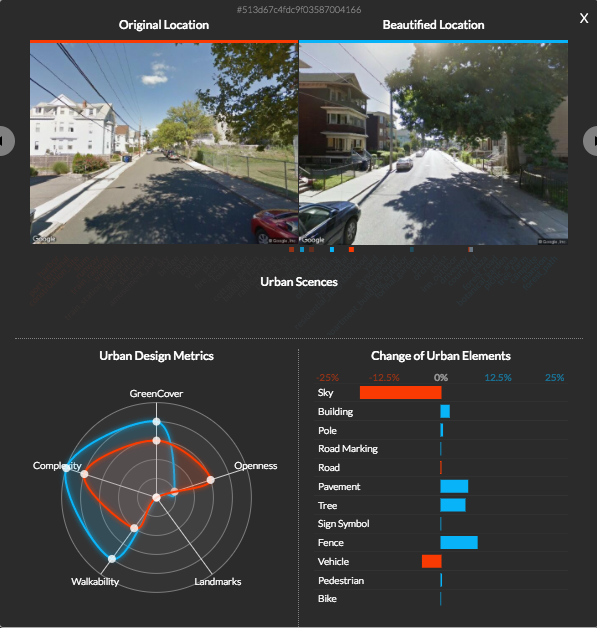 #513d67c4fdc9f03587004166
X
Original Location
Beautified Location
Google
© Google, Inc
Google
© Google, Inc
Urban Scences
Urban Design Metrics
GreenCover
Complexity
Openness
Walkability
Landmarks
Change of Urban Elements
-25% -12.5% 0% 12.5% 25%
Sky
Building
Pole
Road Marking
Road
Pavement
Tree
Sign Symbol
Fence
Vehicle
Pedestrian
Bike